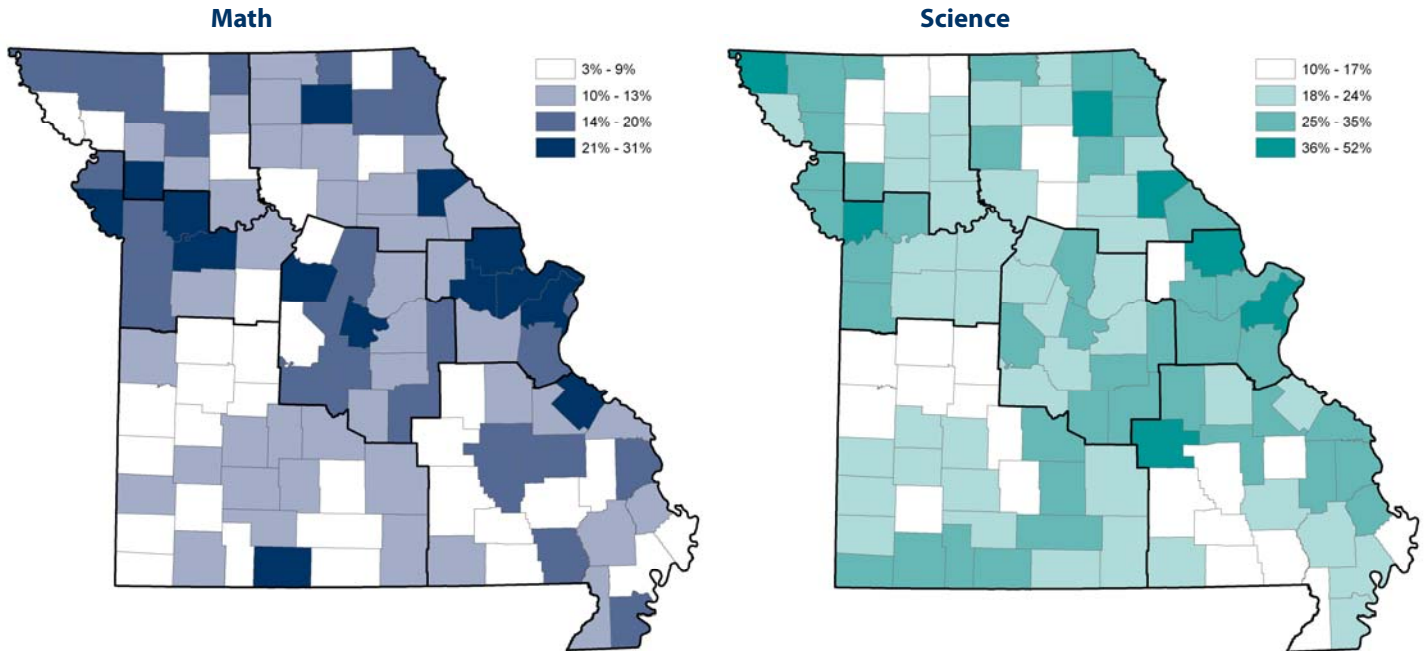 Math
3% - 9%
10% - 13%
14% - 20%
21% - 31%
Science
10% - 17%
18% - 24%
25% - 35%
36% - 52%